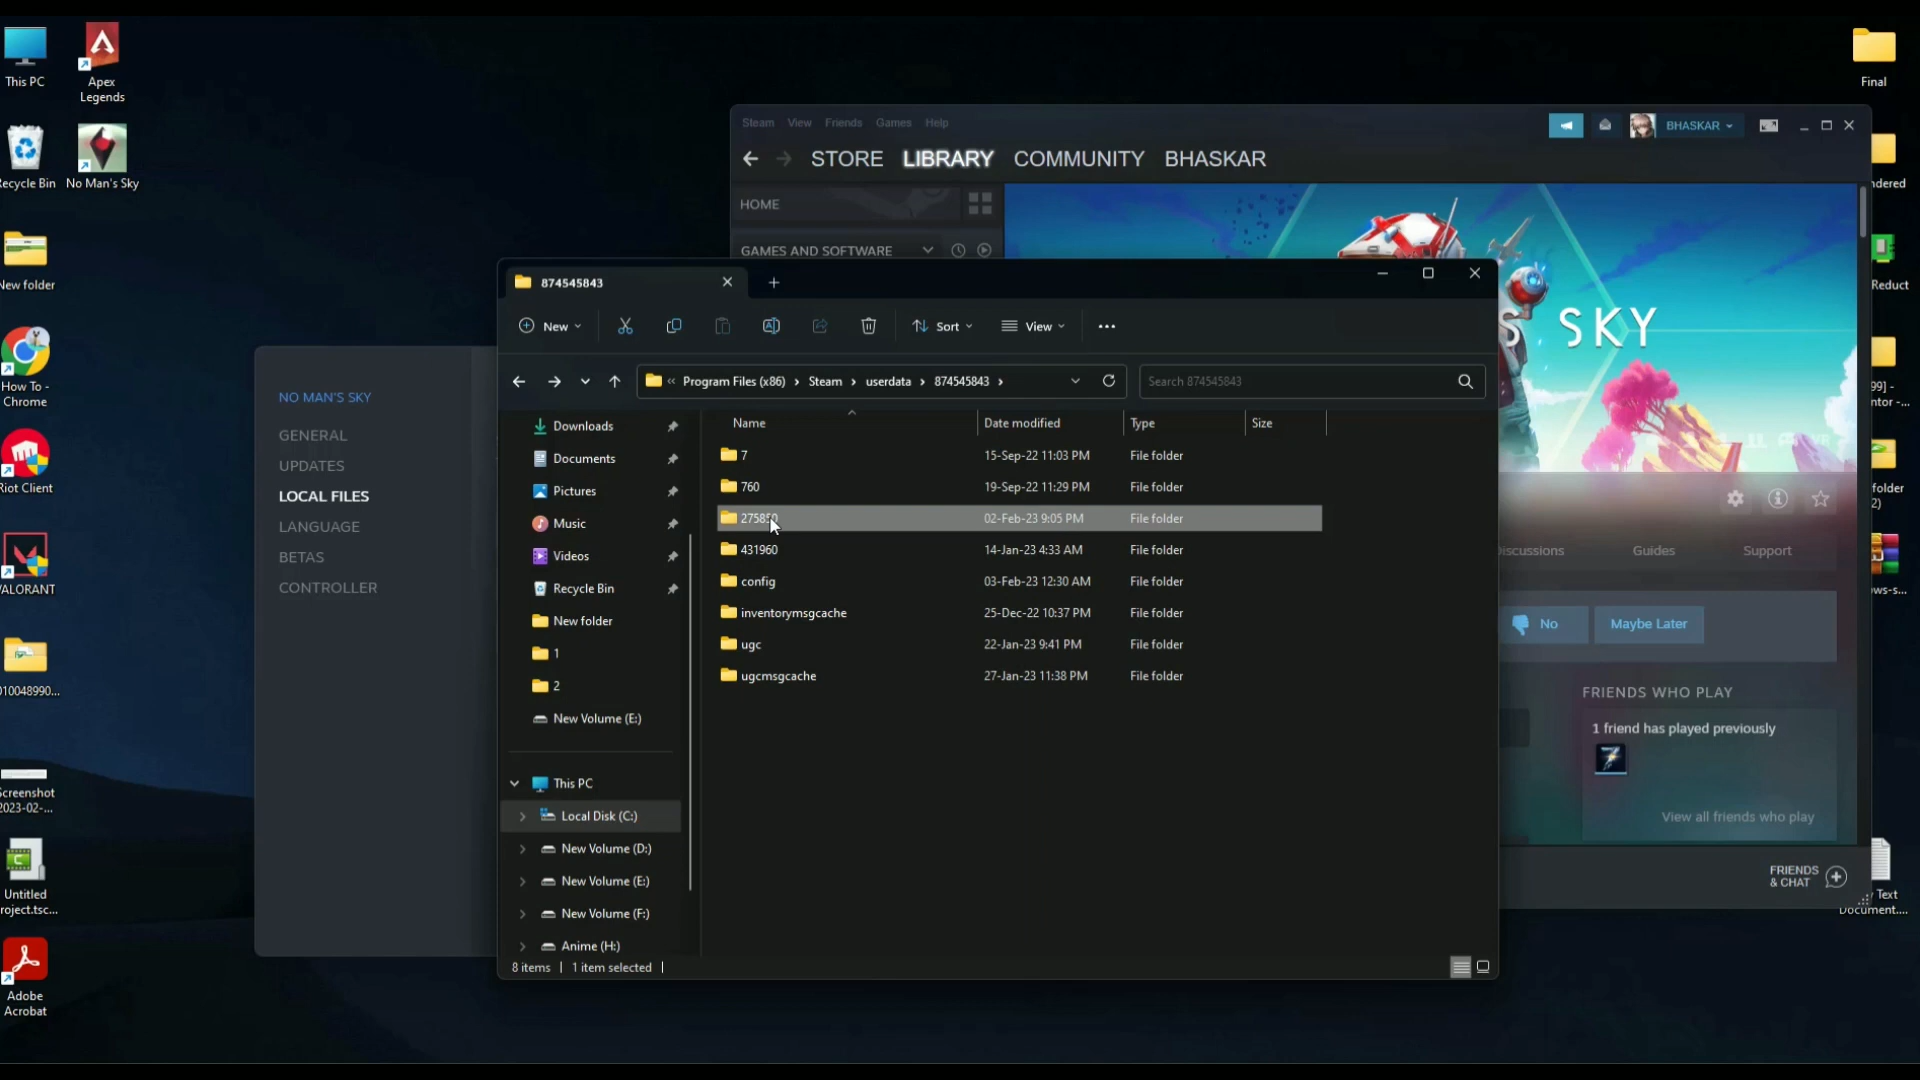 This PC
Apex
Legends
Recycle Bin
No Man's Sky
New folder
How To -
Chrome
Riot Client
VALORANT
010048990...
Screenshot
2023-02-...
Untitled
roject.tsc...
Adobe
Acrobat
Final
dered
Reduct
99] -
ntor -...
folder
2)
ws-s...
Text
Document....
Steam View Friends Games Help
BHASKAR
STORE LIBRARY COMMUNITY BHASKAR
HOME
GAMES AND SOFTWARE
S SKY
Discussions Guides Support
No Maybe Later
FRIENDS WHO PLAY
1 friend has played previously
View all friends who play
FRIENDS
& CHAT
NO MAN'S SKY
GENERAL
UPDATES
LOCAL FILES
LANGUAGE
BETAS
CONTROLLER
874545843
New Sort View
« Program Files (x86) › Steam › userdata › 874545843 ›
Search 874545843
Downloads
Documents
Pictures
Music
Videos
Recycle Bin
New folder
1
2
New Volume (E:)
This PC
Local Disk (C:)
New Volume (D:)
New Volume (E:)
New Volume (F:)
Anime (H:)
Name Date modified Type Size
7 15-Sep-22 11:03 PM File folder
760 19-Sep-22 11:29 PM File folder
275850 02-Feb-23 9:05 PM File folder
431960 14-Jan-23 4:33 AM File folder
config 03-Feb-23 12:30 AM File folder
inventorymsgcache 25-Dec-22 10:37 PM File folder
ugc 22-Jan-23 9:41 PM File folder
ugcmsgcache 27-Jan-23 11:38 PM File folder
8 items | 1 item selected |